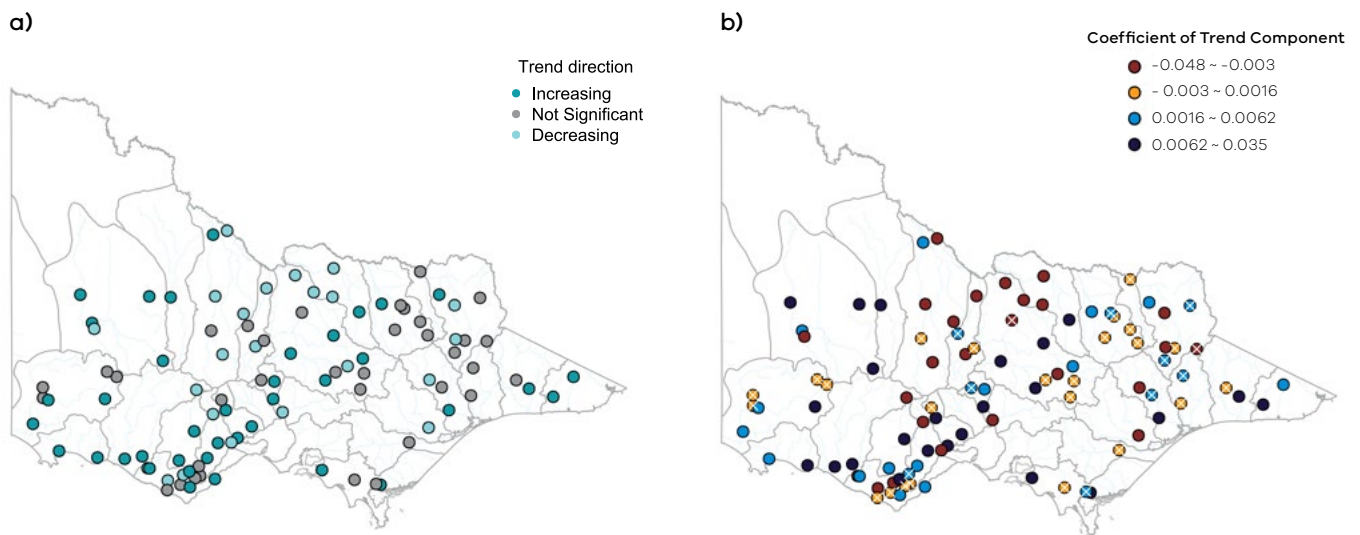 a)
Trend direction
Increasing
Not Significant
Decreasing
b)
Coefficient of Trend Component
-0.048 ~ -0.003
- 0.003 ~ 0.0016
0.0016 ~ 0.0062
0.0062 ~ 0.035